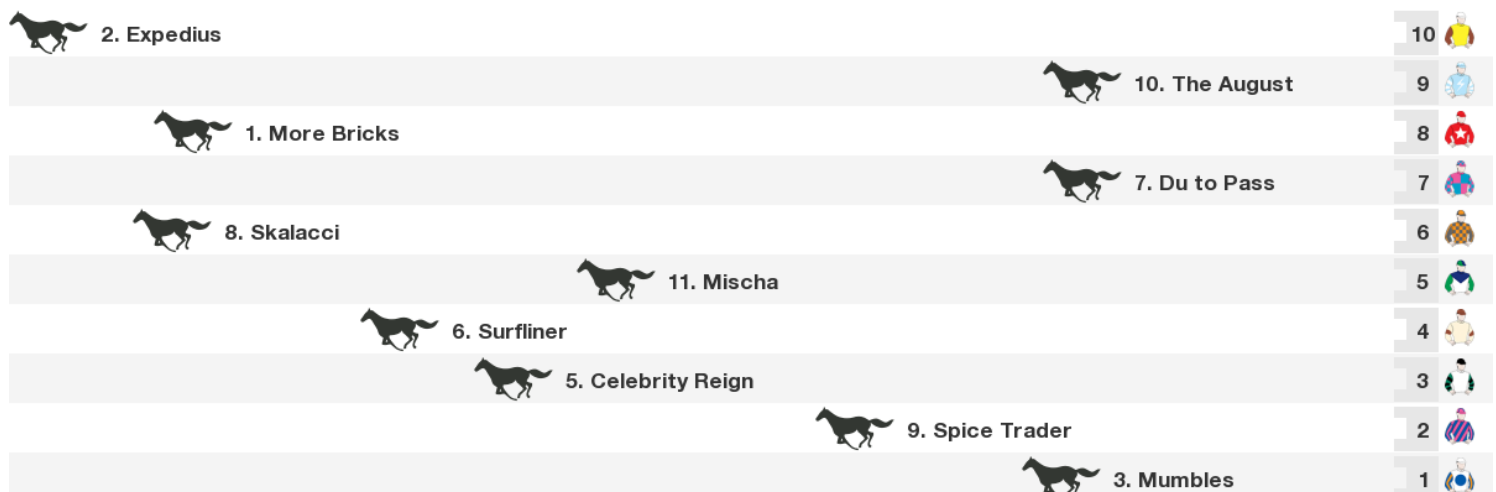 2. Expedius 10
10. The August 9
1. More Bricks 8
7. Du to Pass 7
8. Skalacci 6
11. Mischa 5
6. Surfliner 4
5. Celebrity Reign 3
9. Spice Trader 2
3. Mumbles 1